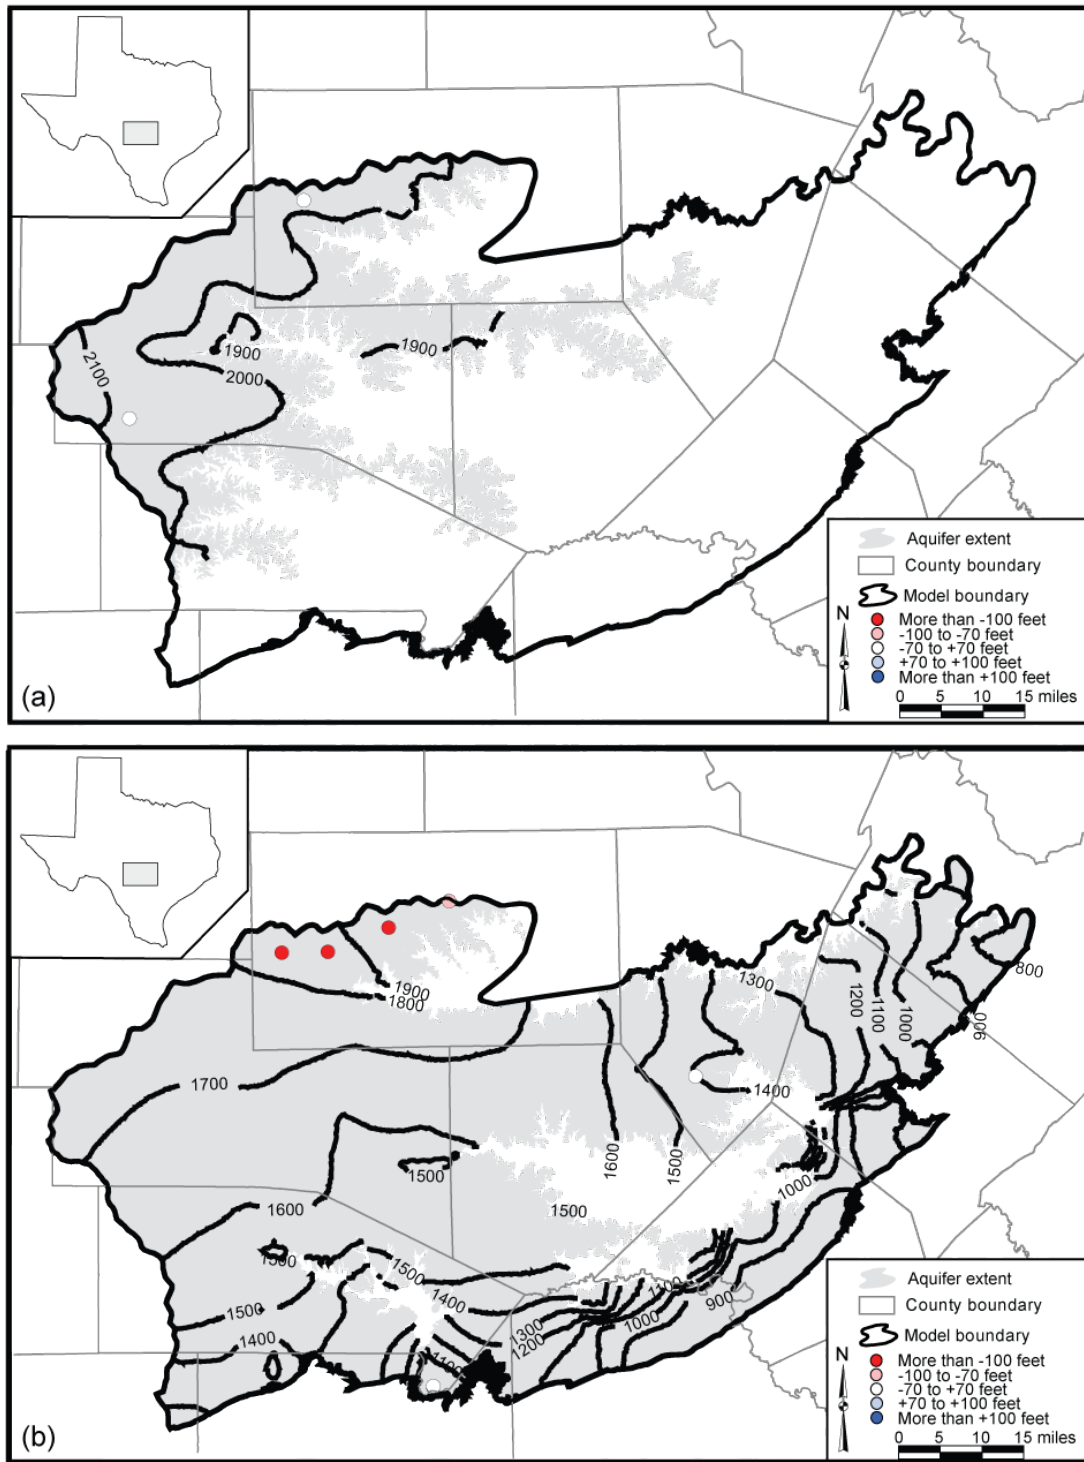 2100
1900
2000
1900
Aquifer extent
County boundary
Model boundary
N
More than -100 feet
-100 to -70 feet
-70 to +70 feet
+70 to +100 feet
More than +100 feet
0 5 10 15 miles
(a)
1300
800
1900
1800
1200
1100
1000
900
1700
1400
1600
1500
1500
1000
1600
1500
1500
1500
1500
1400
1100
900
1000
1300
1200
1400
1100
Aquifer extent
County boundary
Model boundary
N
More than -100 feet
-100 to -70 feet
-70 to +70 feet
+70 to +100 feet
More than +100 feet
0 5 10 15 miles
(b)